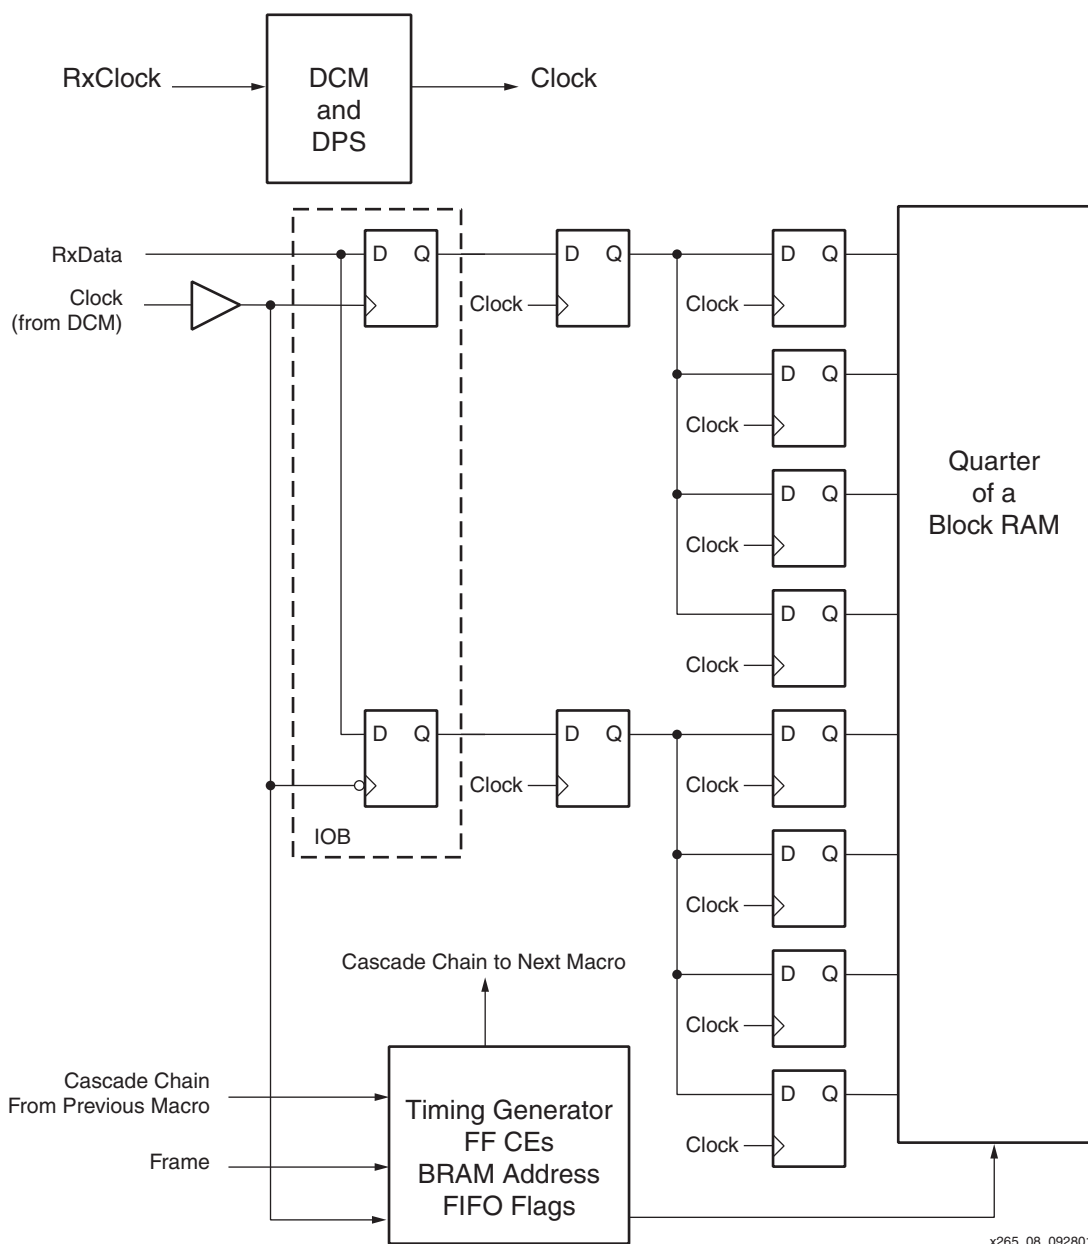 RxClock
DCM
and
DPS
Clock
RxData
Clock
(from DCM)
D Q
D Q
Clock
D Q
Clock
D Q
Clock
D Q
Clock
D Q
Clock
Quarter
of a
Block RAM
D Q
IOB
D Q
Clock
D Q
Clock
D Q
Clock
D Q
Clock
D Q
Clock
Cascade Chain to Next Macro
Cascade Chain
From Previous Macro
Frame
Timing Generator
FF CEs
BRAM Address
FIFO Flags